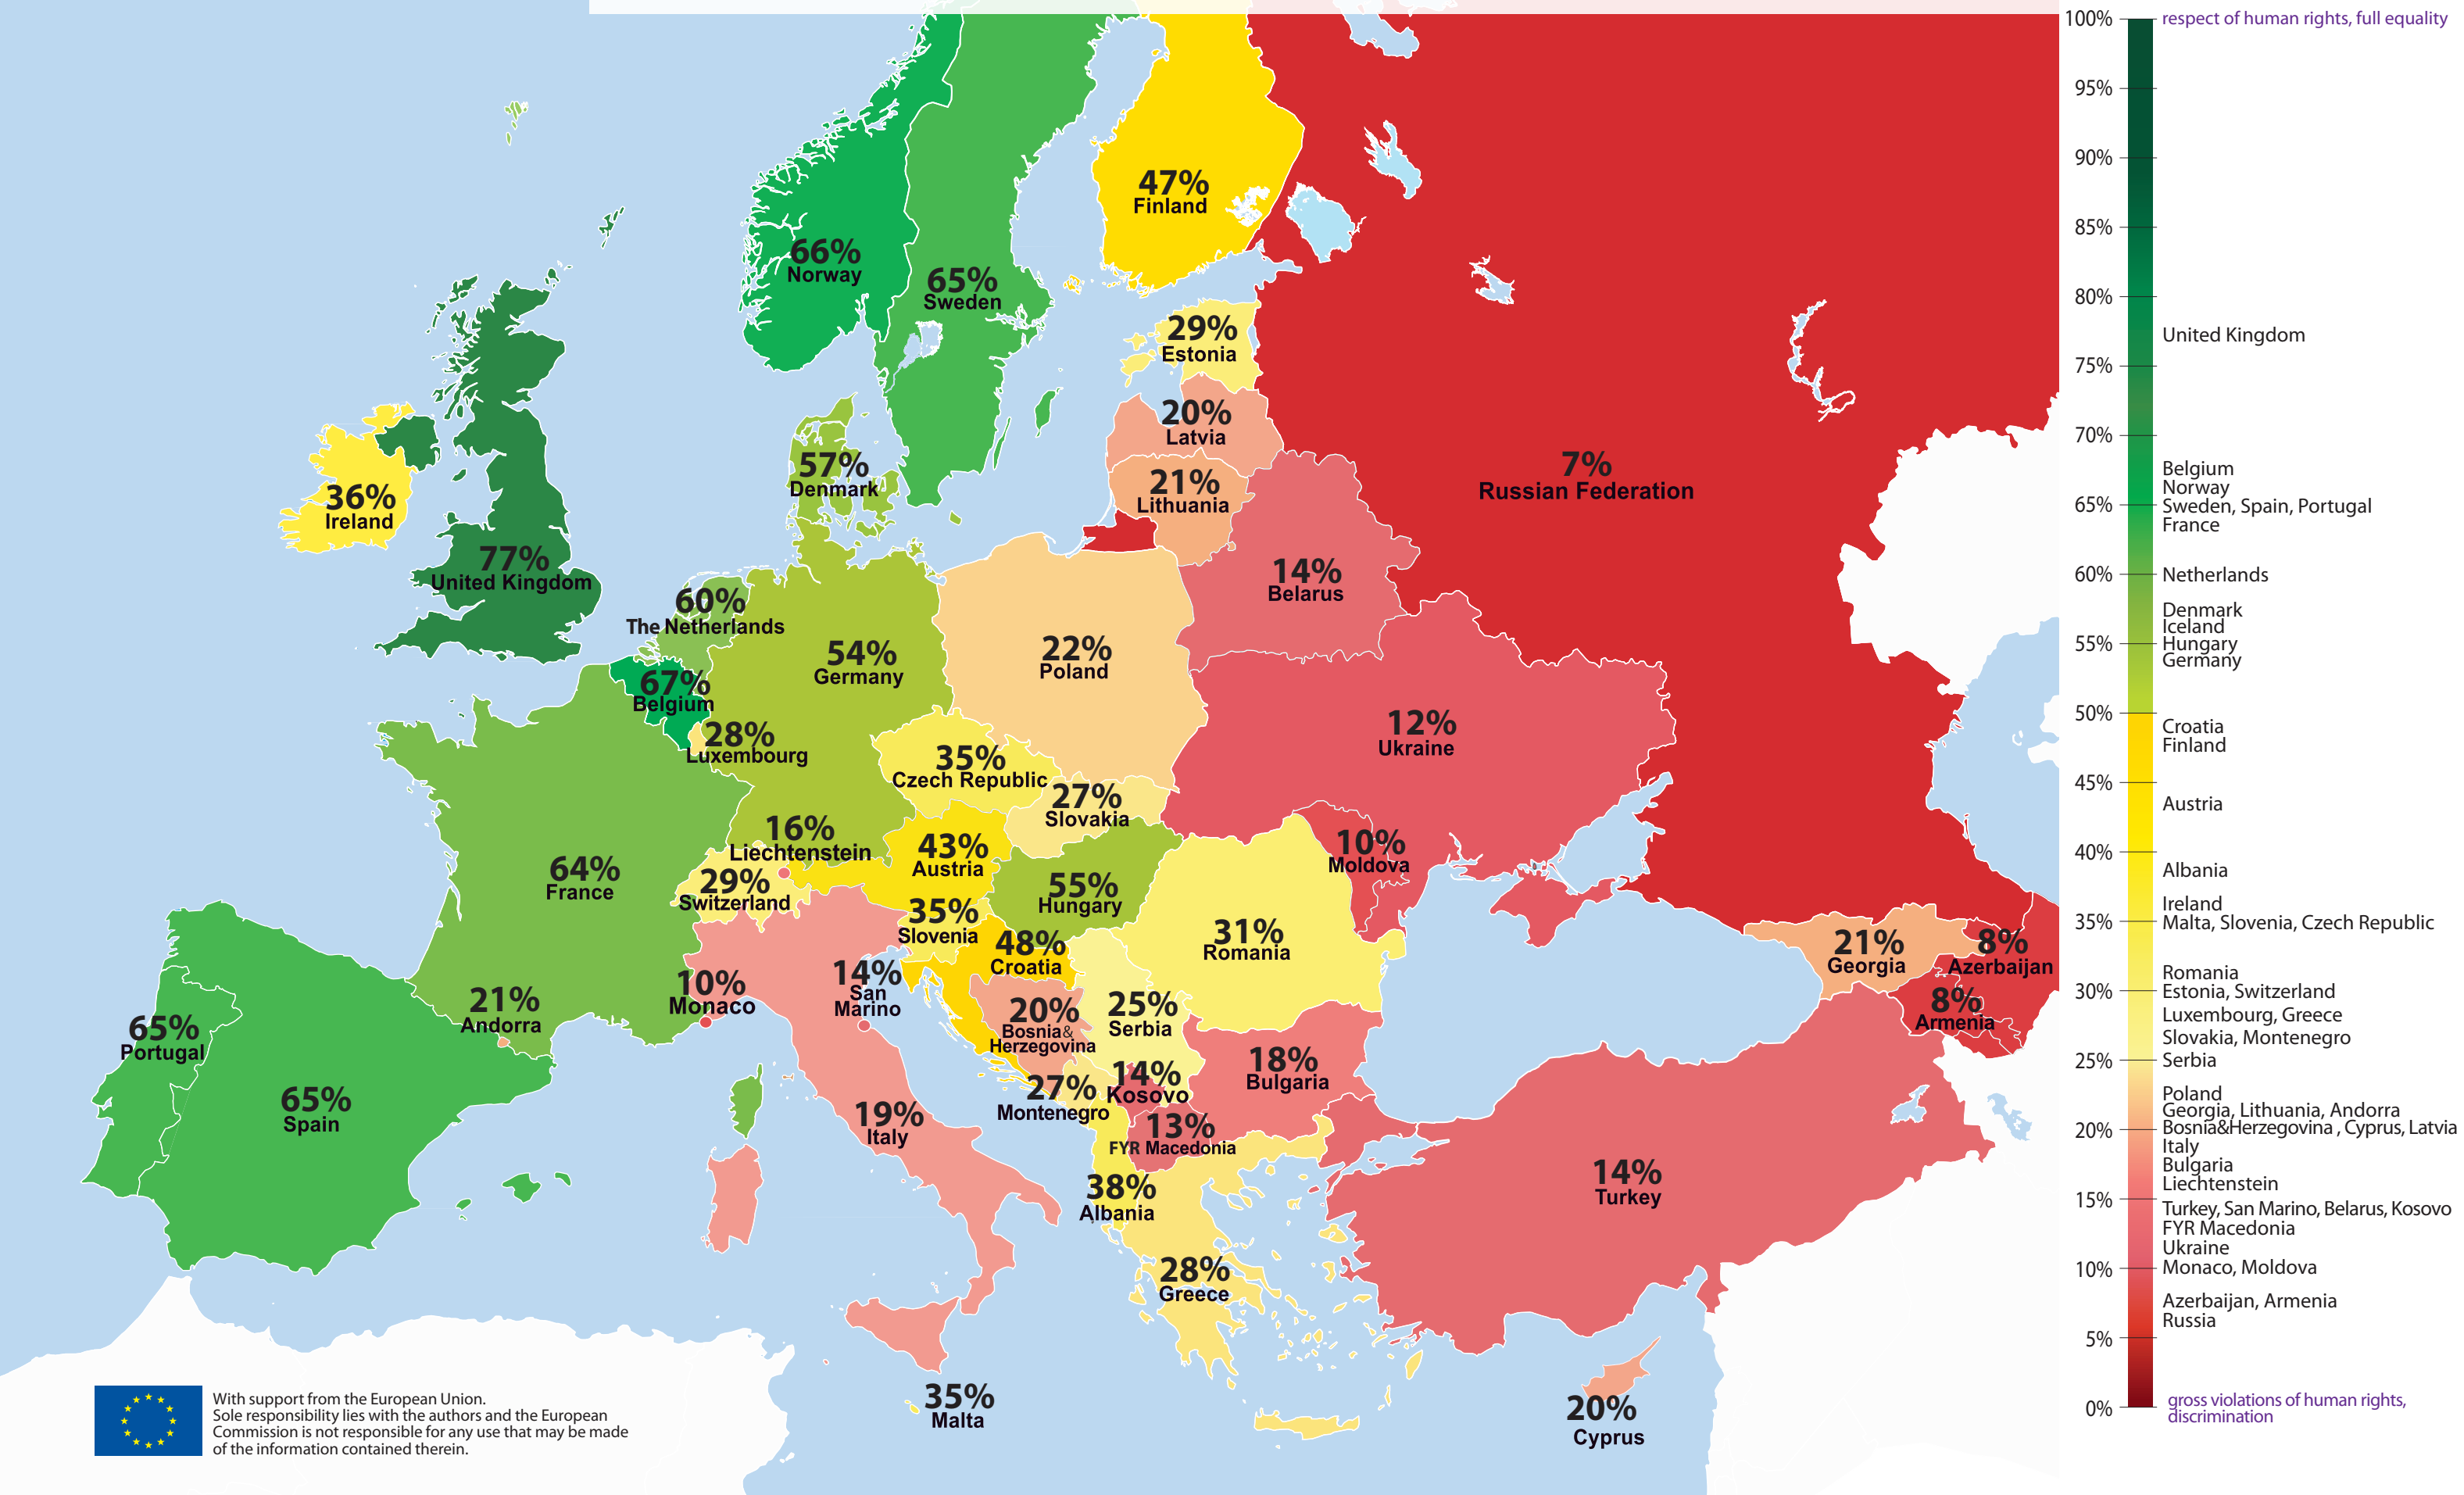 47%
Finland
66%
Norway
65%
Sweden
29%
Estonia
20%
Latvia
21%
Lithuania
7%
Russian Federation
57%
Denmark
36%
Ireland
77%
United Kingdom
14%
Belarus
60%
The Netherlands
54%
Germany
22%
Poland
67%
Belgium
28%
Luxembourg
12%
Ukraine
35%
Czech Republic
27%
Slovakia
16%
Liechtenstein
43%
Austria
10%
Moldova
64%
France
29%
Switzerland
55%
Hungary
35%
Slovenia
48%
Croatia
31%
Romania
21%
Georgia
8%
Azerbaijan
8%
Armenia
10%
Monaco
14%
San
Marino
21%
Andorra
20%
Bosnia&
Herzegovina
25%
Serbia
65%
Portugal
65%
Spain
18%
Bulgaria
14%
Kosovo
27%
Montenegro
19%
Italy
13%
FYR Macedonia
38%
Albania
14%
Turkey
28%
Greece
35%
Malta
20%
Cyprus
With support from the European Union.
Sole responsibility lies with the authors and the European
Commission is not responsible for any use that may be made
of the information contained therein.
100% respect of human rights, full equality
95%
90%
85%
80%
United Kingdom
75%
70%
Belgium
Norway
65% Sweden, Spain, Portugal
France
60% Netherlands
Denmark
Iceland
55% Hungary
Germany
50%
Croatia
Finland
45%
Austria
40%
Albania
Ireland
35% Malta, Slovenia, Czech Republic
Romania
30% Estonia, Switzerland
Luxembourg, Greece
Slovakia, Montenegro
25% Serbia
Poland
Georgia, Lithuania, Andorra
20% Bosnia&Herzegovina , Cyprus, Latvia
Italy
Bulgaria
Liechtenstein
15%
Turkey, San Marino, Belarus, Kosovo
FYR Macedonia
Ukraine
10% Monaco, Moldova
Azerbaijan, Armenia
Russia
5%
0% gross violations of human rights,
discrimination